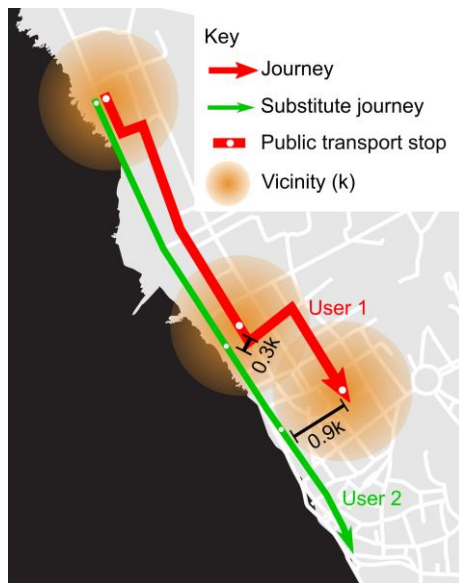 Key
Journey
Substitute journey
Public transport stop
Vicinity (k)
User 1
0.3k
0.9k
User 2